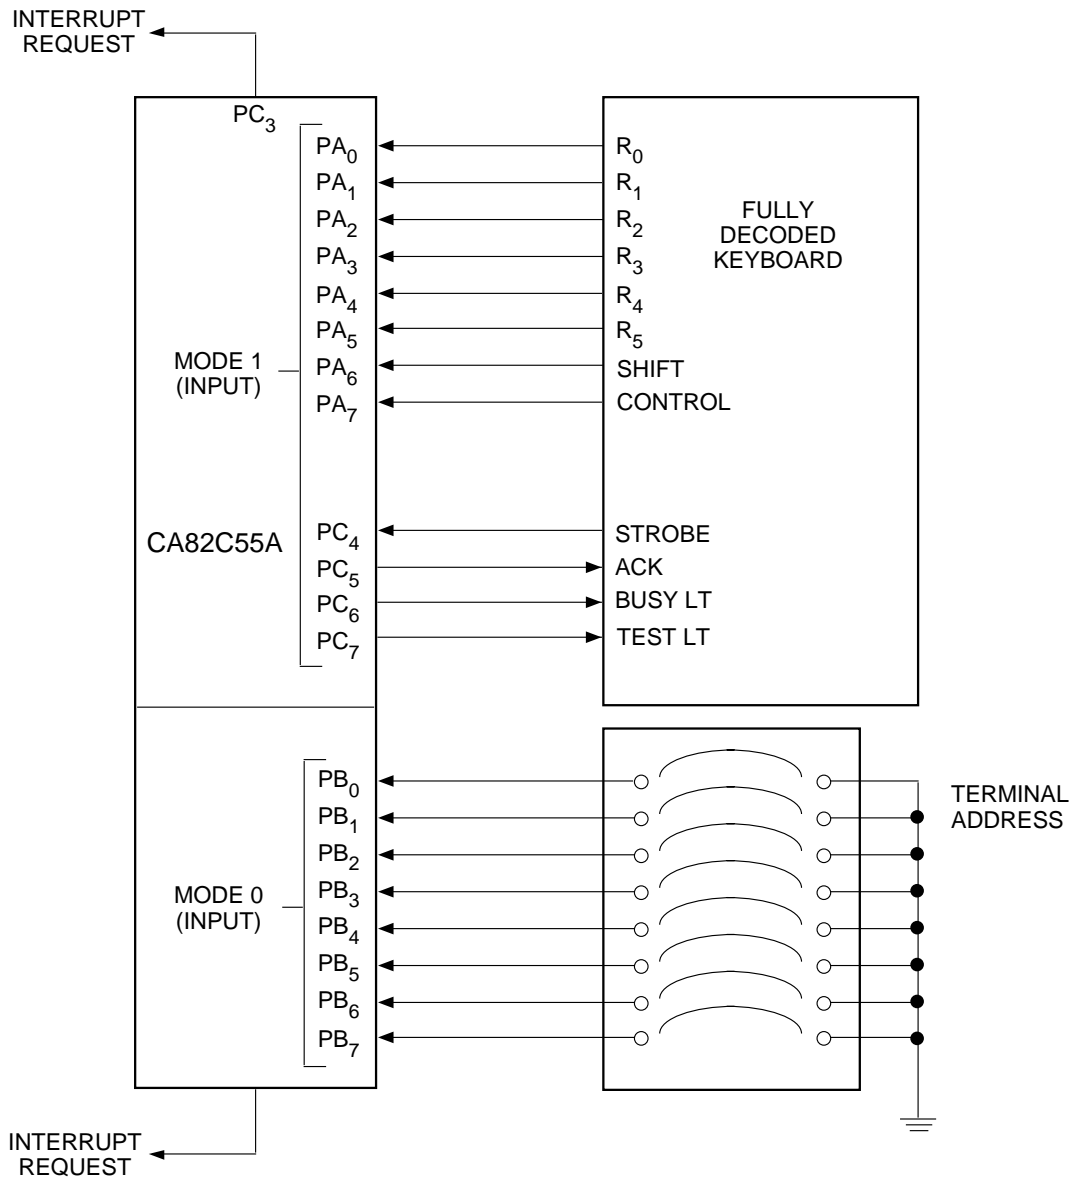 INTERRUPT
REQUEST
PC3
PA0
PA1
PA2
PA3
PA4
PA5
PA6
PA7
MODE 1
(INPUT)
CA82C55A
PC4
PC5
PC6
PC7
R0
R1
R2
R3
R4
R5
SHIFT
CONTROL
FULLY
DECODED
KEYBOARD
STROBE
ACK
BUSY LT
TEST LT
PB0
PB1
PB2
PB3
PB4
PB5
PB6
PB7
MODE 0
(INPUT)
TERMINAL
ADDRESS
INTERRUPT
REQUEST